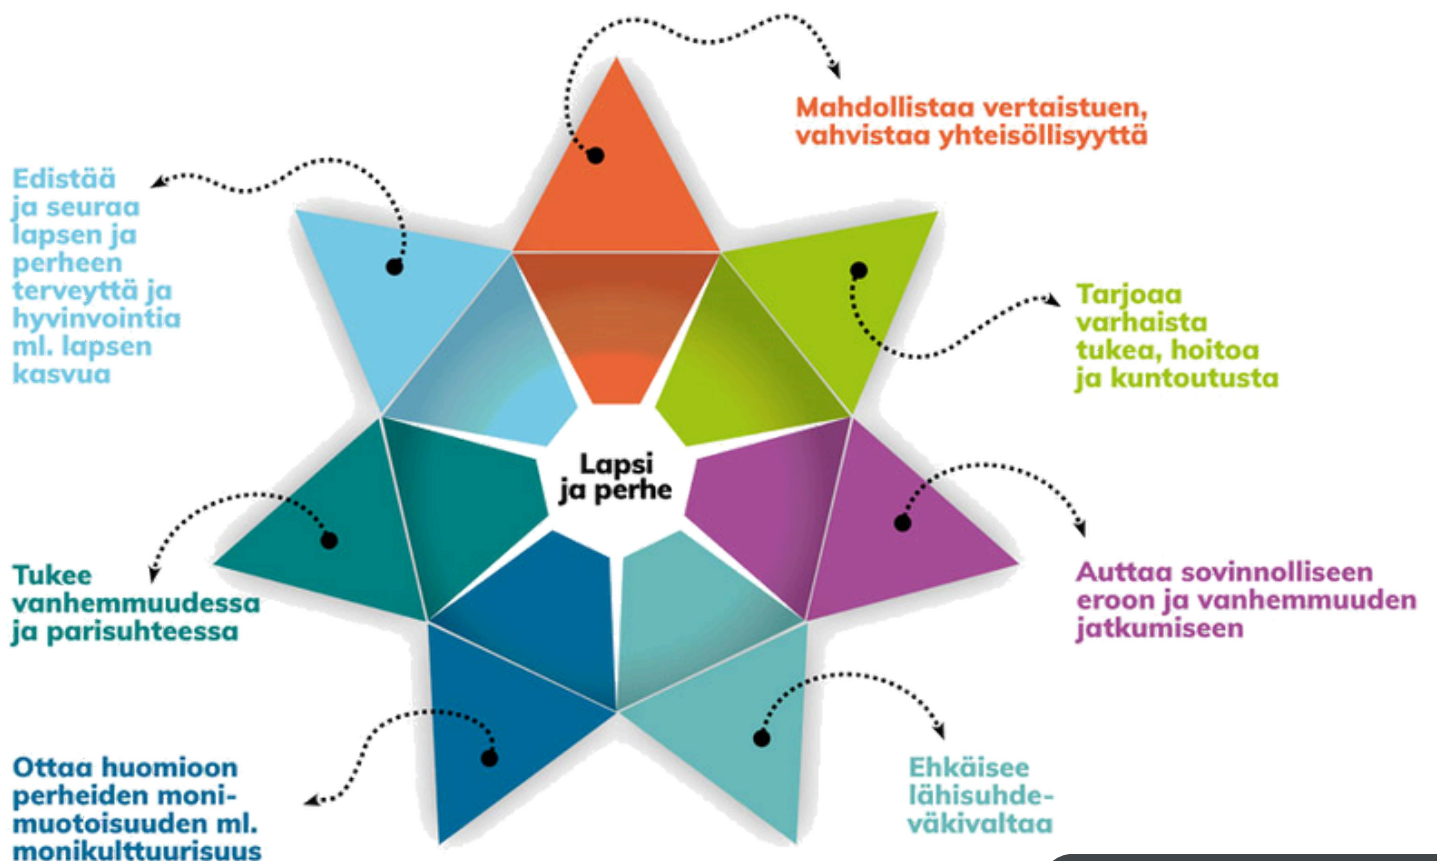 Mahdollistaa vertaistuen,
vahvistaa yhteisöllisyyttä
Edistää
ja seuraa
lapsen ja
perheen
terveyttä ja
hyvinvointia
ml. lapsen
kasvua
Tarjoaa
varhaista
tukea, hoitoa
ja kuntoutusta
Lapsi
ja perhe
Tukee
vanhemmuudessa
ja parisuhteessa
Auttaa sovinnolliseen
eroon ja vanhemmuuden
jatkumiseen
Ottaa huomioon
perheiden moni-
muotoisuuden ml.
monikulttuurisuus
Ehkäisee
lähisuhde-
väkivaltaa